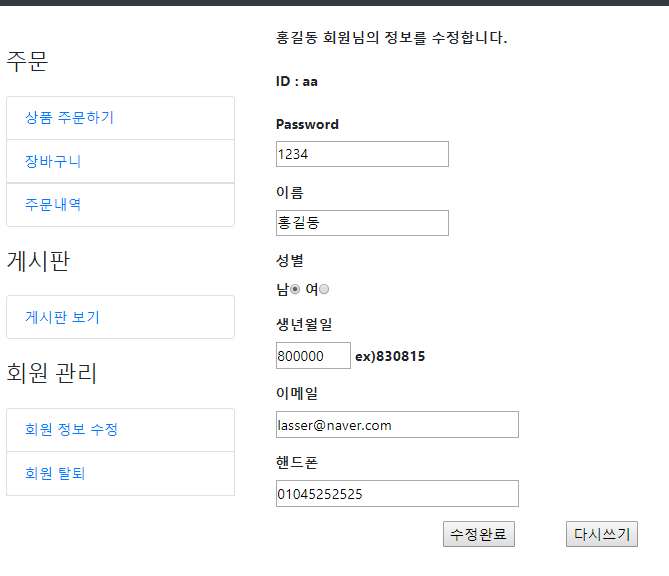 주문
상품 주문하기
장바구니
주문내역
게시판
게시판 보기
회원 관리
회원 정보 수정
회원 탈퇴
홍길동 회원님의 정보를 수정합니다.
ID : aa
Password
1234
이름
홍길동
성별
남 여
생년월일
800000 ex)830815
이메일
lasser@naver.com
핸드폰
01045252525
수정완료 다시쓰기